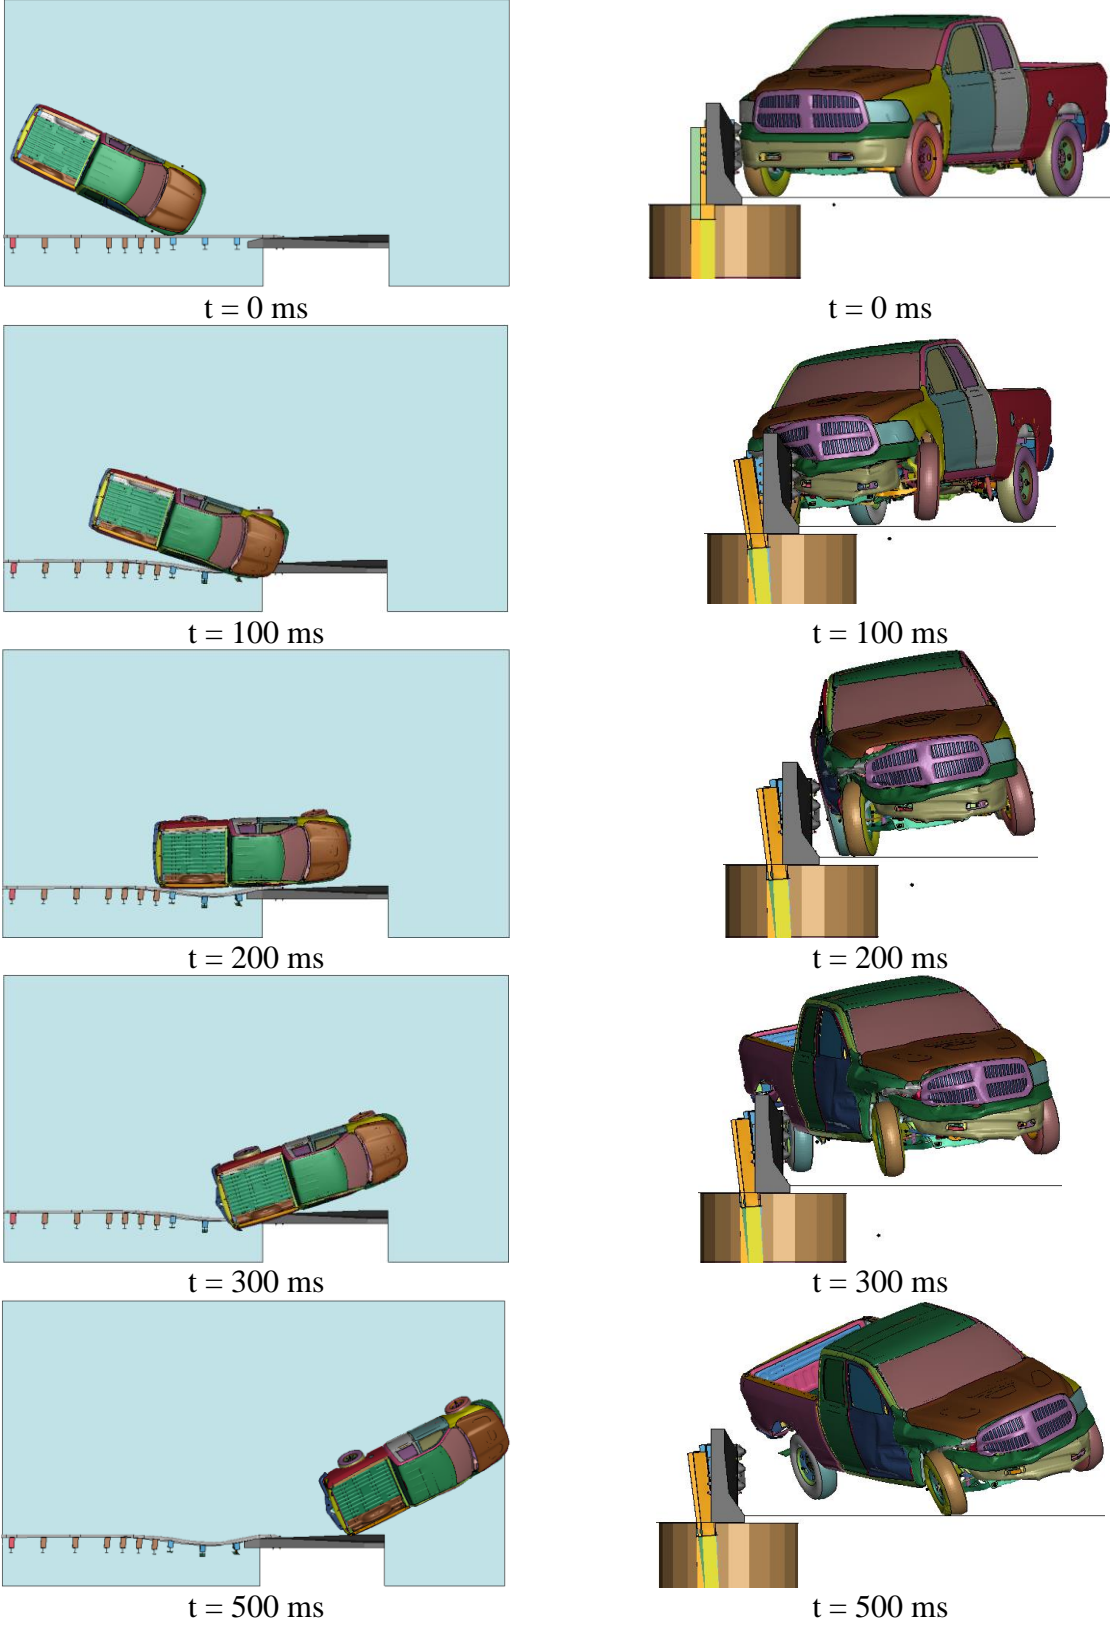 t = 0 ms
t = 0 ms
t = 100 ms
t = 100 ms
t = 200 ms
t = 200 ms
t = 300 ms
t = 300 ms
t = 500 ms
t = 500 ms